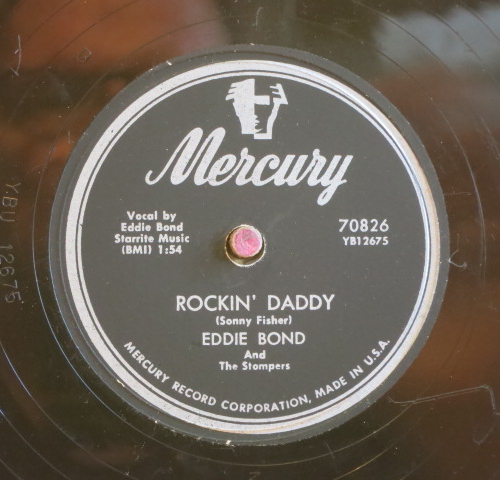 Mercury
Vocal by
Eddie Bond
Starrite Music
(BMI) 1:54
70826
YB12675
ROCKIN' DADDY
(Sonny Fisher)
EDDIE BOND
And
The Stompers
MERCURY RECORD CORPORATION, MADE IN U.S.A.
YBU 12675